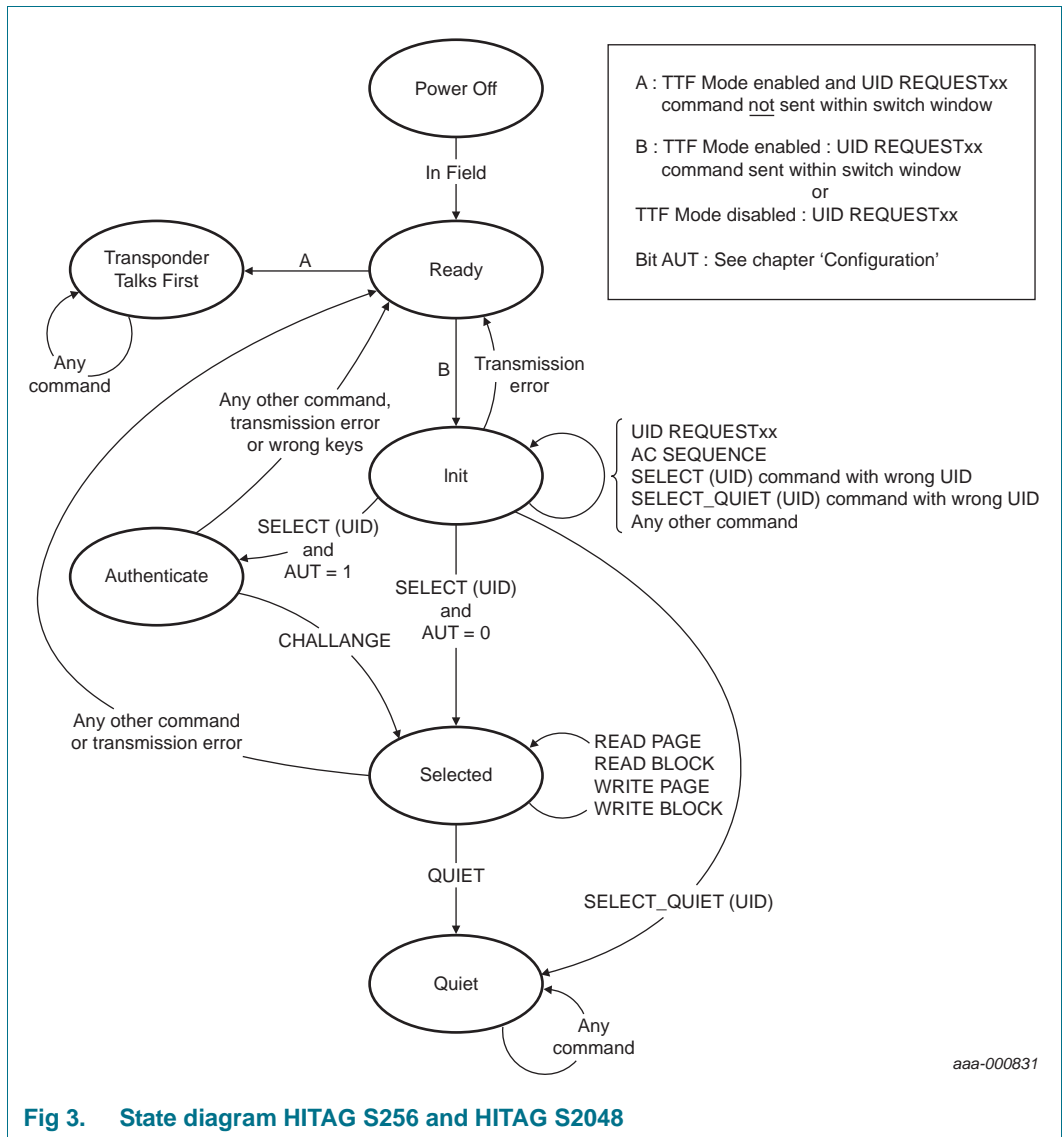 Power Off
A : TTF Mode enabled and UID REQUESTxx
command not sent within switch window
B : TTF Mode enabled : UID REQUESTxx
command sent within switch window
or
TTF Mode disabled : UID REQUESTxx
Bit AUT : See chapter ‘Configuration’
In Field
Transponder
Talks First
A
Ready
Any
command
B
Transmission
error
Any other command,
transmission error
or wrong keys
Init
UID REQUESTxx
AC SEQUENCE
SELECT (UID) command with wrong UID
SELECT_QUIET (UID) command with wrong UID
Any other command
SELECT (UID)
and
AUT = 1
Authenticate
SELECT (UID)
and
AUT = 0
CHALLANGE
Any other command
or transmission error
Selected
READ PAGE
READ BLOCK
WRITE PAGE
WRITE BLOCK
QUIET
SELECT_QUIET (UID)
Quiet
Any
command
aaa-000831
Fig 3. State diagram HITAG S256 and HITAG S2048